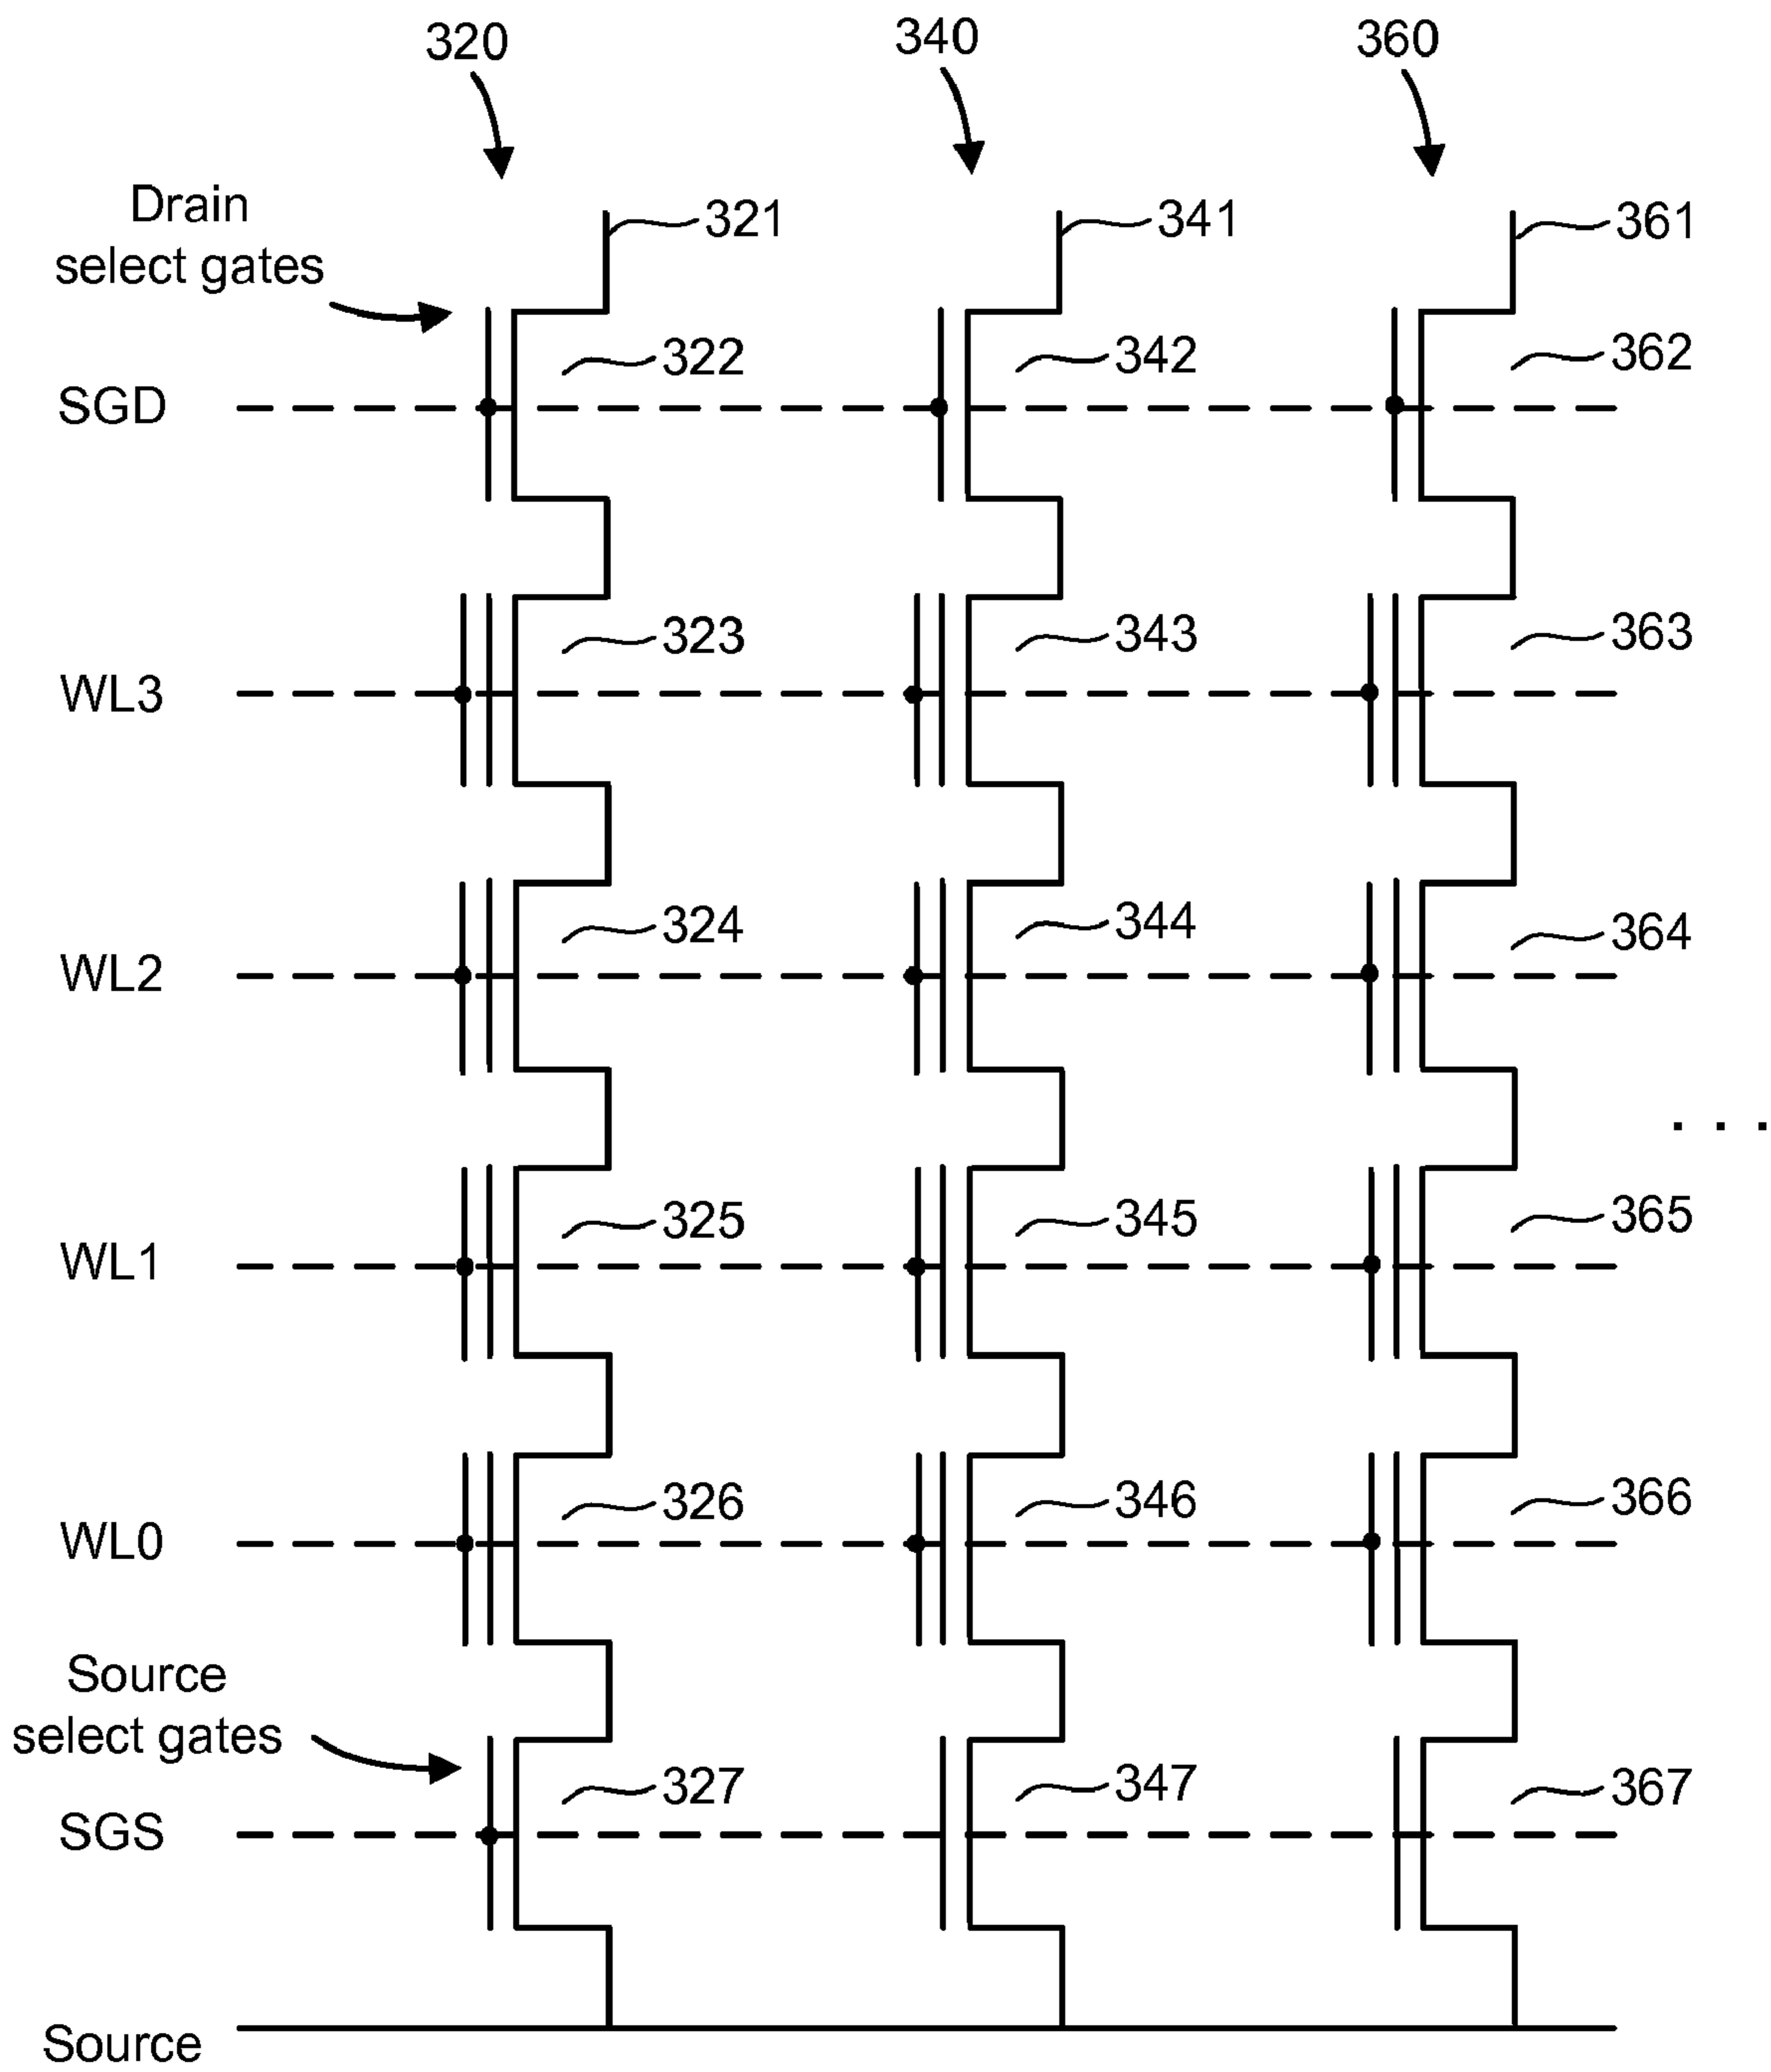 320 340 360
Drain
select gates
321 341 361
322 342 362
SGD
323 343 363
WL3
324 344 364
WL2
. . .
325 345 365
WL1
326 346 366
WL0
Source
select gates
327 347 367
SGS
Source